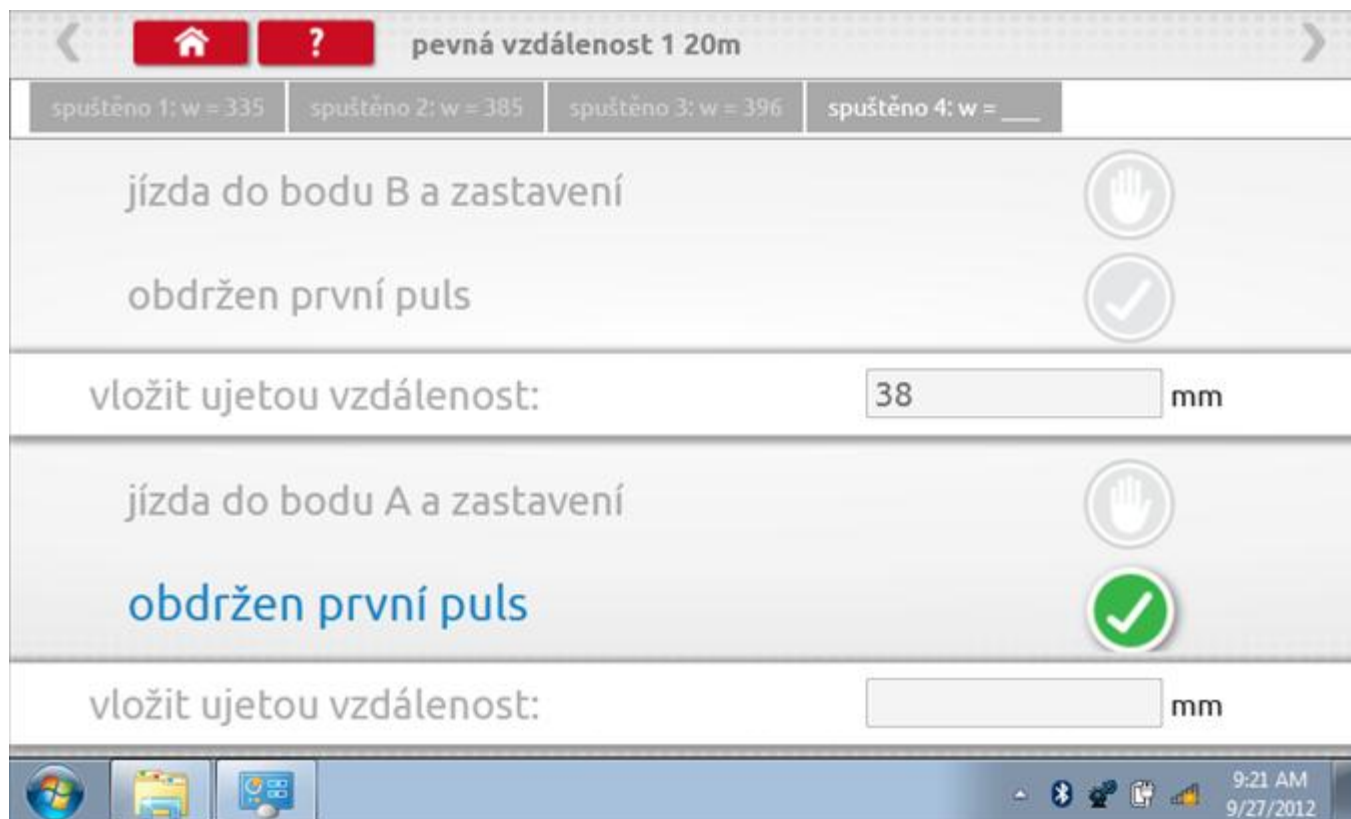 ? pevná vzdálenost 1 20m
spuštěno 1: w = 335 spuštěno 2: w = 385 spuštěno 3: w = 396 spuštěno 4: w = ___
jízda do bodu B a zastavení
obdržen první puls
vložit ujetou vzdálenost: 38 mm
jízda do bodu A a zastavení
obdržen první puls
vložit ujetou vzdálenost: mm
9:21 AM
9/27/2012